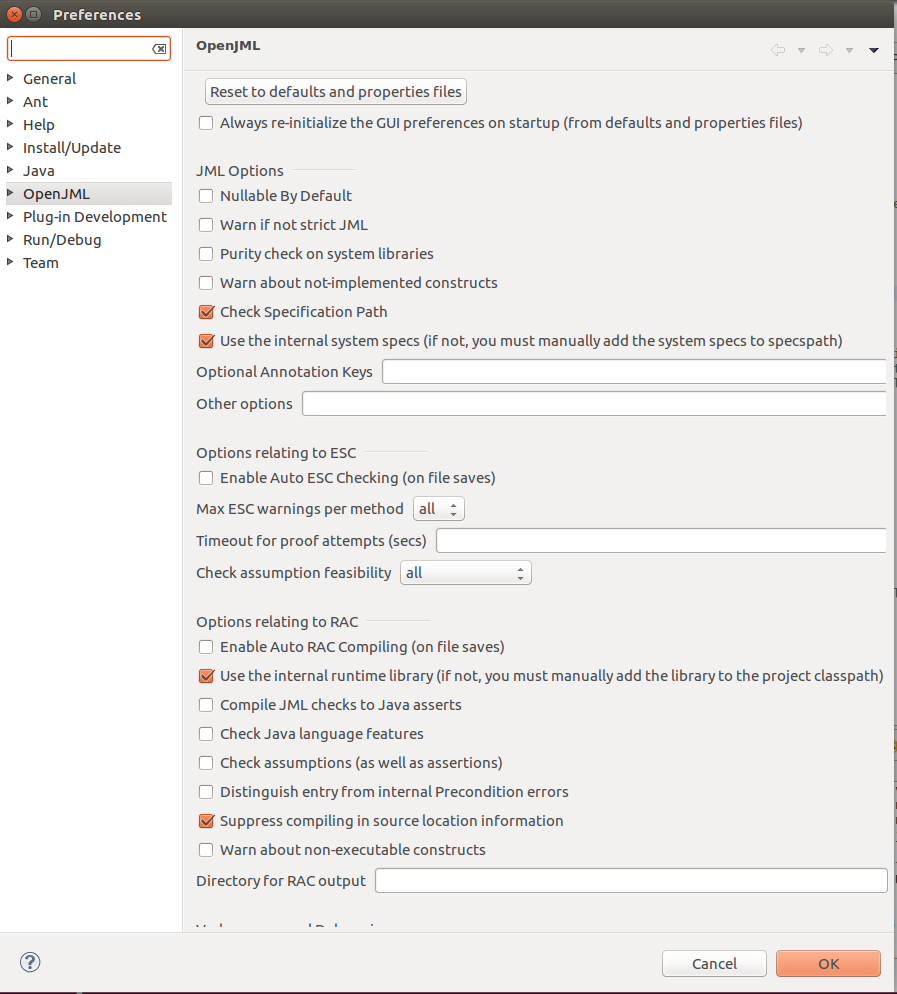 Preferences
OpenJML
General
Ant
Help
Install/Update
Java
OpenJML
Plug-in Development
Run/Debug
Team
Reset to defaults and properties files
Always re-initialize the GUI preferences on startup (from defaults and properties files)
JML Options
Nullable By Default
Warn if not strict JML
Purity check on system libraries
Warn about not-implemented constructs
Check Specification Path
Use the internal system specs (if not, you must manually add the system specs to specspath)
Optional Annotation Keys
Other options
Options relating to ESC
Enable Auto ESC Checking (on file saves)
Max ESC warnings per method all
Timeout for proof attempts (secs)
Check assumption feasibility all
Options relating to RAC
Enable Auto RAC Compiling (on file saves)
Use the internal runtime library (if not, you must manually add the library to the project classpath)
Compile JML checks to Java asserts
Check Java language features
Check assumptions (as well as assertions)
Distinguish entry from internal Precondition errors
Suppress compiling in source location information
Warn about non-executable constructs
Directory for RAC output
Cancel OK